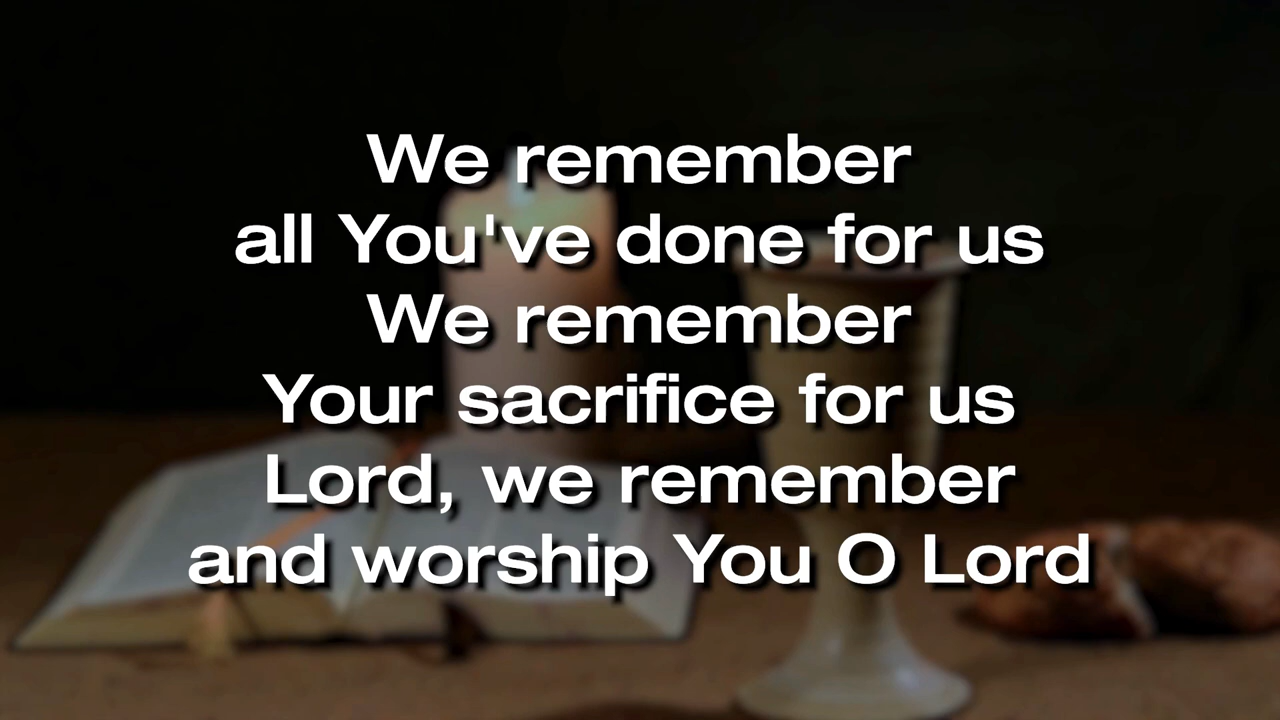 We remember
all You've done for us
We remember
Your sacrifice for us
Lord, we remember
and worship You O Lord